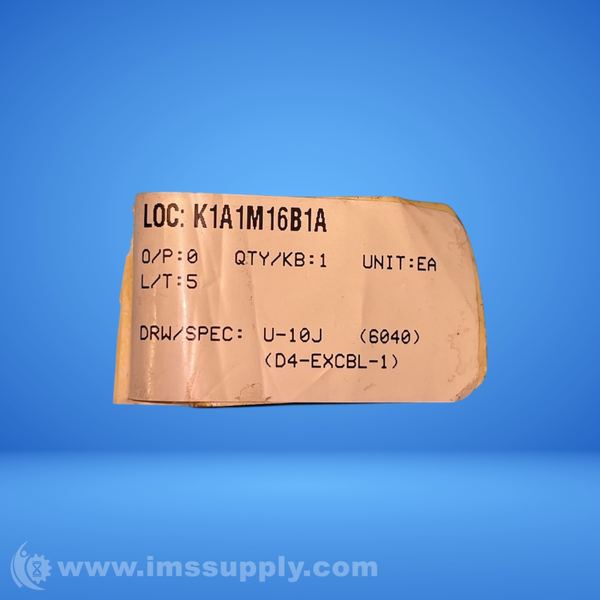 LOC: K1A1M16B1A
O/P:0 QTY/KB:1 UNIT:EA
L/T:5
DRW/SPEC: U-10J (6040)
(D4-EXCBL-1)
www.imssupply.com